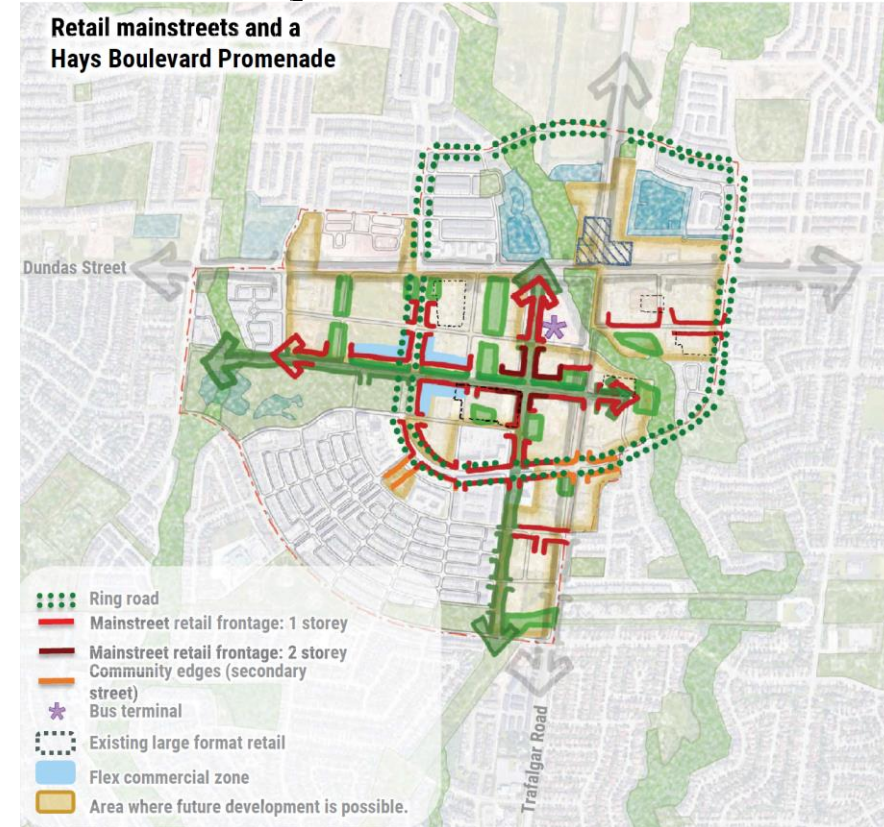 Retail mainstreets and a
Hays Boulevard Promenade
Dundas Street
Trafalgar Road
Ring road
Mainstreet retail frontage: 1 storey
Mainstreet retail frontage: 2 storey
Community edges (secondary
street)
Bus terminal
Existing large format retail
Flex commercial zone
Area where future development is possible.